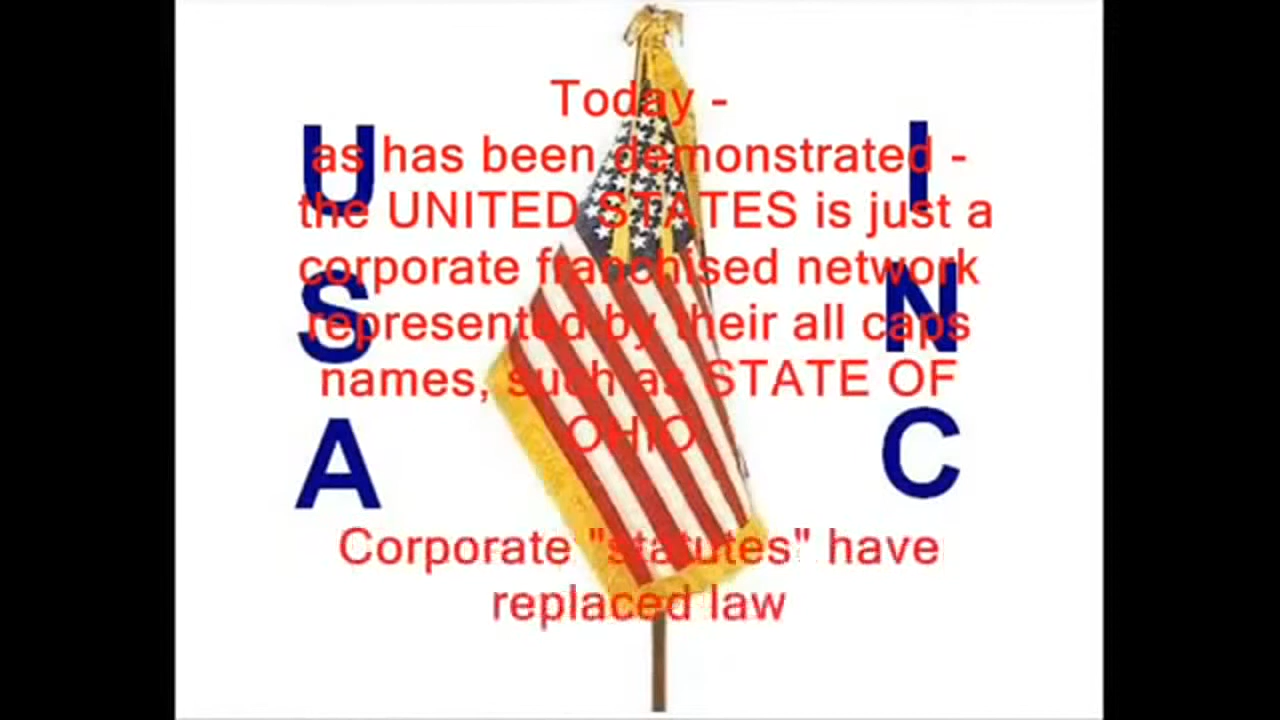 Today -
as has been demonstrated -
the UNITED STATES is just a
corporate franchised network
represented by their all caps
names, such as STATE OF
OHIO
Corporate "statutes" have
replaced law
U
S
A
I
N
C